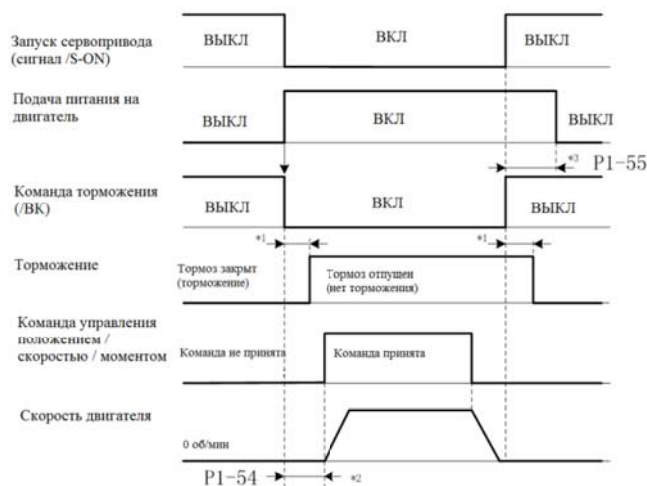 Запуск сервопривода
(сигнал /S-ON)
ВЫКЛ
ВКЛ
ВЫКЛ
Подача питания на
двигатель
ВЫКЛ
ВКЛ
ВЫКЛ
*3 P1-55
Команда торможения
(/BK)
ВЫКЛ
ВКЛ
ВЫКЛ
*1
*1
Торможение
Тормоз закрыт
(торможение)
Тормоз отпущен
(нет торможения)
Команда управления
положением /
скоростью / моментом
Команда не принята
Команда принята
Скорость двигателя
0 об/мин
P1-54
*2